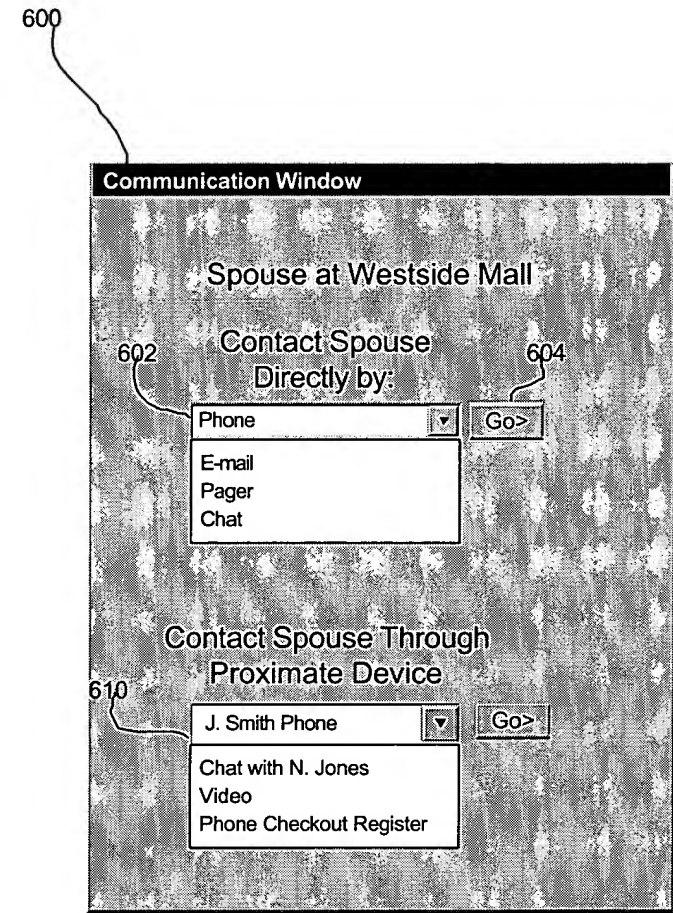 600
Communication Window
Spouse at Westside Mall
602
Contact Spouse
Directly by:
604
Phone
Go>
E-mail
Pager
Chat
Contact Spouse Through
Proximate Device
610
J. Smith Phone
Go>
Chat with N. Jones
Video
Phone Checkout Register